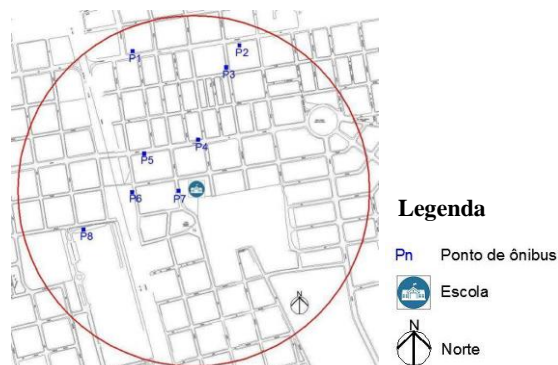 P1
P2
P3
P4
P5
P6
P7
P8
N
Legenda
Pn Ponto de ônibus
Escola
N
Norte